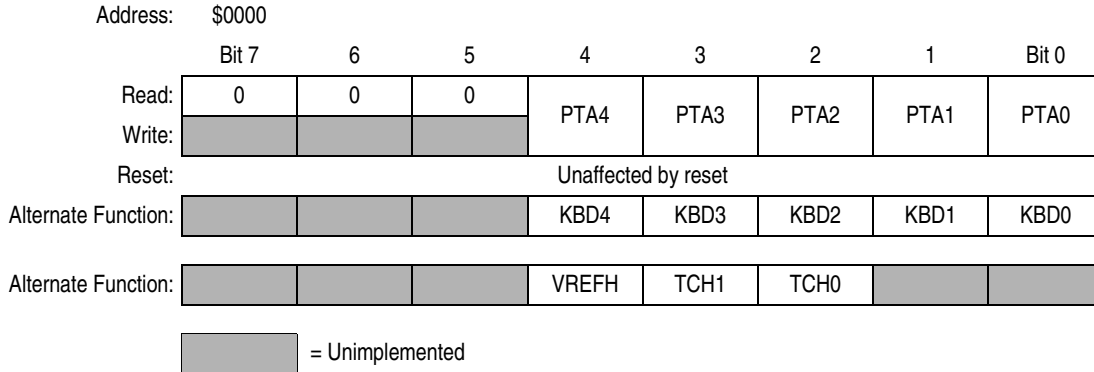 Address: $0000
Bit 7 6 5 4 3 2 1 Bit 0
Read: 0 0 0 PTA4 PTA3 PTA2 PTA1 PTA0
Write:
Reset: Unaffected by reset
Alternate Function: KBD4 KBD3 KBD2 KBD1 KBD0
Alternate Function: VREFH TCH1 TCH0
= Unimplemented